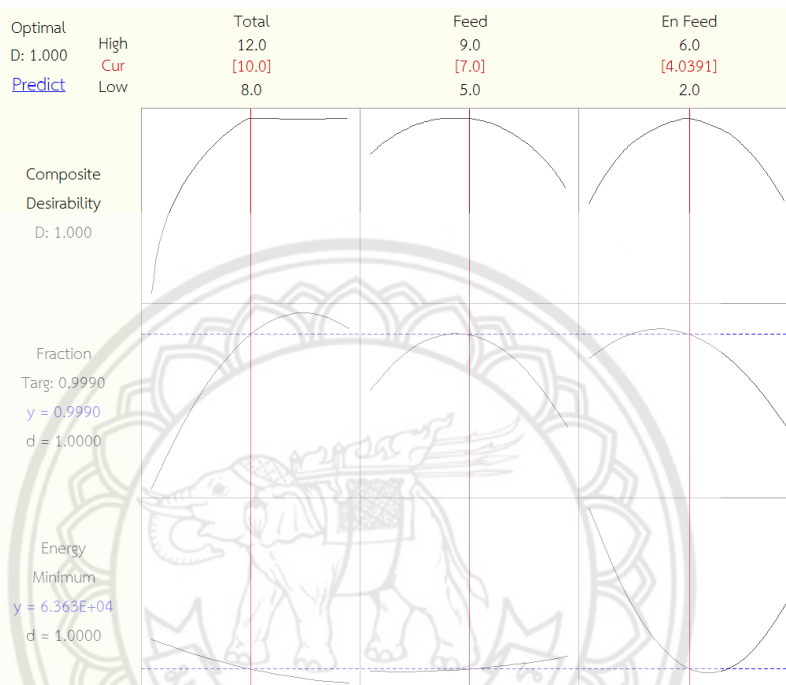 Optimal
D: 1.000
Predict
High
Cur
Low
Total
12.0
[10.0]
8.0
Feed
9.0
[7.0]
5.0
En Feed
6.0
[4.0391]
2.0
Composite
Desirability
D: 1.000
Fraction
Targ: 0.9990
y = 0.9990
d = 1.0000
Energy
Minimum
y = 6.363E+04
d = 1.0000